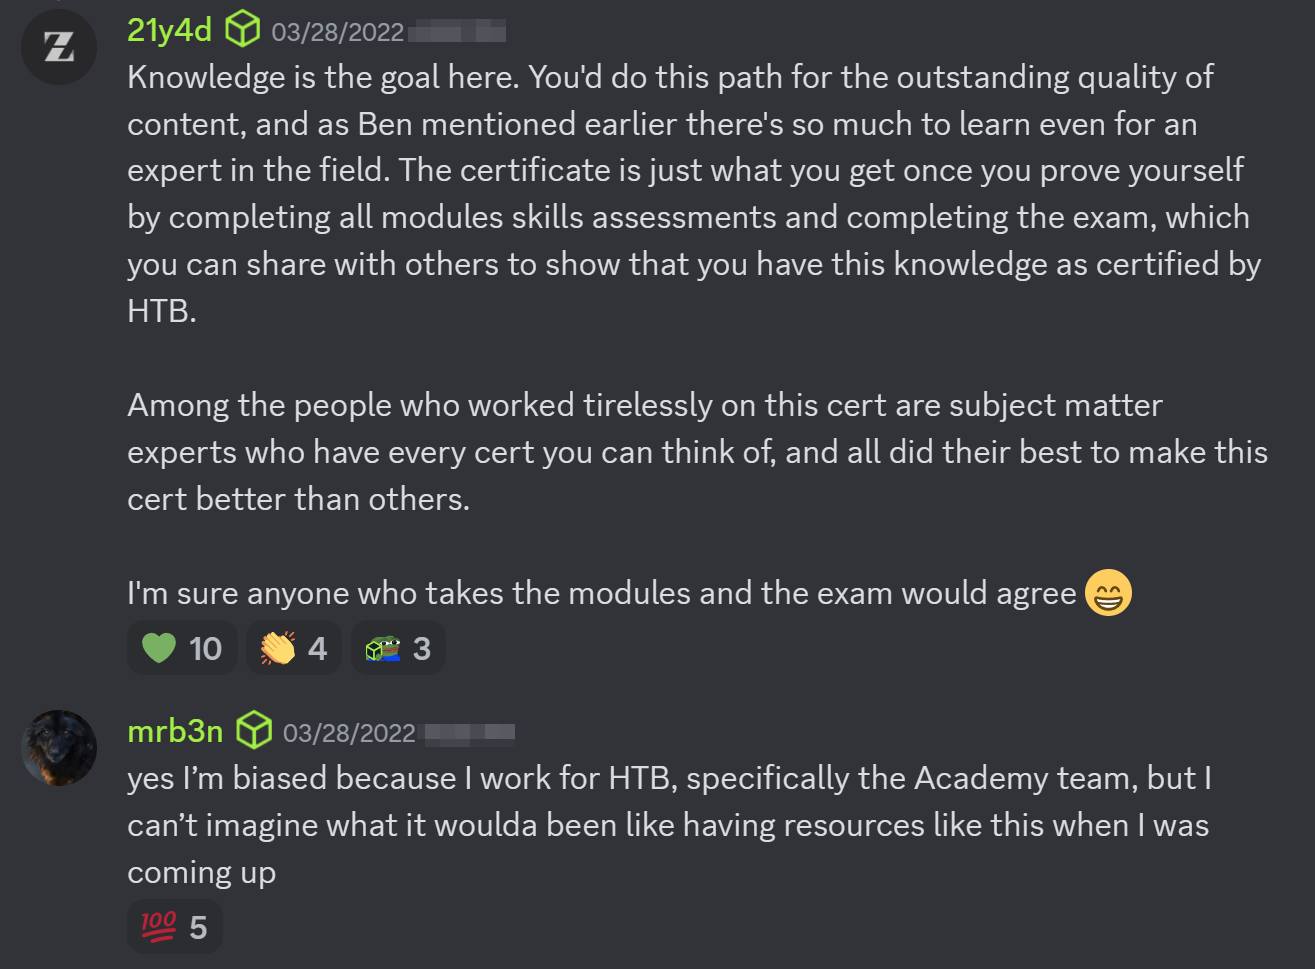 21y4d 03/28/2022
Knowledge is the goal here. You'd do this path for the outstanding quality of
content, and as Ben mentioned earlier there's so much to learn even for an
expert in the field. The certificate is just what you get once you prove yourself
by completing all modules skills assessments and completing the exam, which
you can share with others to show that you have this knowledge as certified by
HTB.
Among the people who worked tirelessly on this cert are subject matter
experts who have every cert you can think of, and all did their best to make this
cert better than others.
I'm sure anyone who takes the modules and the exam would agree 😁
💚 10 👏 4 3
mrb3n 03/28/2022
yes I’m biased because I work for HTB, specifically the Academy team, but I
can’t imagine what it woulda been like having resources like this when I was
coming up
💯 5